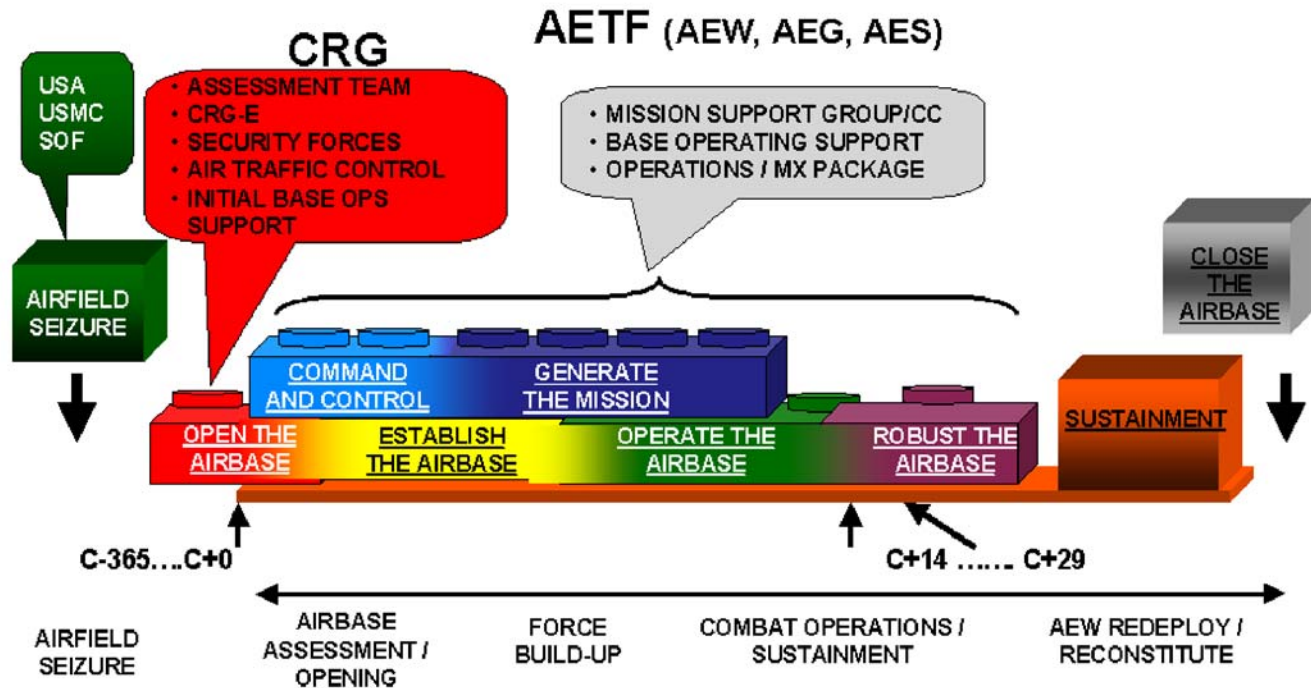 AETF (AEW, AEG, AES)
CRG
USA
USMC
SOF
• ASSESSMENT TEAM
• CRG-E
• SECURITY FORCES
• AIR TRAFFIC CONTROL
• INITIAL BASE OPS
SUPPORT
• MISSION SUPPORT GROUP/CC
• BASE OPERATING SUPPORT
• OPERATIONS / MX PACKAGE
AIRFIELD
SEIZURE
CLOSE
THE
AIRBASE
COMMAND
AND CONTROL
GENERATE
THE MISSION
OPEN THE
AIRBASE
ESTABLISH
THE AIRBASE
OPERATE THE
AIRBASE
ROBUST THE
AIRBASE
SUSTAINMENT
C-365....C+0
C+14 ....... C+29
AIRFIELD
SEIZURE
AIRBASE
ASSESSMENT /
OPENING
FORCE
BUILD-UP
COMBAT OPERATIONS /
SUSTAINMENT
AEW REDEPLOY /
RECONSTITUTE